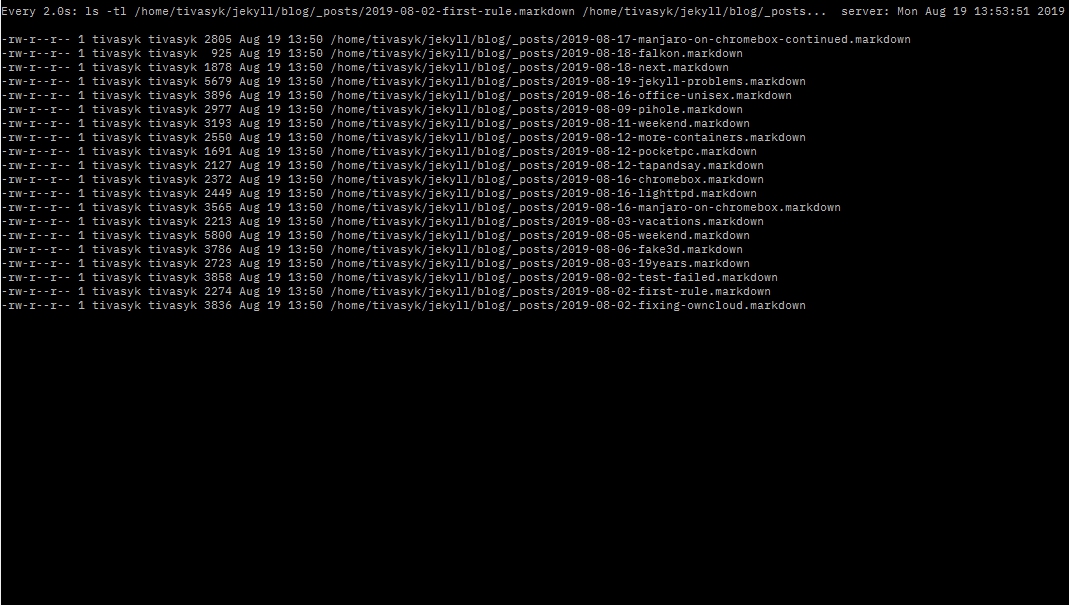 Every 2.0s: ls -tl /home/tivasyk/jekyll/blog/_posts/2019-08-02-first-rule.markdown /home/tivasyk/jekyll/blog/_posts...  server: Mon Aug 19 13:53:51 2019
-rw-r--r-- 1 tivasyk tivasyk 2805 Aug 19 13:50 /home/tivasyk/jekyll/blog/_posts/2019-08-17-manjaro-on-chromebox-continued.markdown
-rw-r--r-- 1 tivasyk tivasyk  925 Aug 19 13:50 /home/tivasyk/jekyll/blog/_posts/2019-08-18-falkon.markdown
-rw-r--r-- 1 tivasyk tivasyk 1878 Aug 19 13:50 /home/tivasyk/jekyll/blog/_posts/2019-08-18-next.markdown
-rw-r--r-- 1 tivasyk tivasyk 5679 Aug 19 13:50 /home/tivasyk/jekyll/blog/_posts/2019-08-19-jekyll-problems.markdown
-rw-r--r-- 1 tivasyk tivasyk 3896 Aug 19 13:50 /home/tivasyk/jekyll/blog/_posts/2019-08-16-office-unisex.markdown
-rw-r--r-- 1 tivasyk tivasyk 2977 Aug 19 13:50 /home/tivasyk/jekyll/blog/_posts/2019-08-09-pihole.markdown
-rw-r--r-- 1 tivasyk tivasyk 3193 Aug 19 13:50 /home/tivasyk/jekyll/blog/_posts/2019-08-11-weekend.markdown
-rw-r--r-- 1 tivasyk tivasyk 2550 Aug 19 13:50 /home/tivasyk/jekyll/blog/_posts/2019-08-12-more-containers.markdown
-rw-r--r-- 1 tivasyk tivasyk 1691 Aug 19 13:50 /home/tivasyk/jekyll/blog/_posts/2019-08-12-pocketpc.markdown
-rw-r--r-- 1 tivasyk tivasyk 2127 Aug 19 13:50 /home/tivasyk/jekyll/blog/_posts/2019-08-12-tapandsay.markdown
-rw-r--r-- 1 tivasyk tivasyk 2372 Aug 19 13:50 /home/tivasyk/jekyll/blog/_posts/2019-08-16-chromebox.markdown
-rw-r--r-- 1 tivasyk tivasyk 2449 Aug 19 13:50 /home/tivasyk/jekyll/blog/_posts/2019-08-16-lighttpd.markdown
-rw-r--r-- 1 tivasyk tivasyk 3565 Aug 19 13:50 /home/tivasyk/jekyll/blog/_posts/2019-08-16-manjaro-on-chromebox.markdown
-rw-r--r-- 1 tivasyk tivasyk 2213 Aug 19 13:50 /home/tivasyk/jekyll/blog/_posts/2019-08-03-vacations.markdown
-rw-r--r-- 1 tivasyk tivasyk 5800 Aug 19 13:50 /home/tivasyk/jekyll/blog/_posts/2019-08-05-weekend.markdown
-rw-r--r-- 1 tivasyk tivasyk 3786 Aug 19 13:50 /home/tivasyk/jekyll/blog/_posts/2019-08-06-fake3d.markdown
-rw-r--r-- 1 tivasyk tivasyk 2723 Aug 19 13:50 /home/tivasyk/jekyll/blog/_posts/2019-08-03-19years.markdown
-rw-r--r-- 1 tivasyk tivasyk 3858 Aug 19 13:50 /home/tivasyk/jekyll/blog/_posts/2019-08-02-test-failed.markdown
-rw-r--r-- 1 tivasyk tivasyk 2274 Aug 19 13:50 /home/tivasyk/jekyll/blog/_posts/2019-08-02-first-rule.markdown
-rw-r--r-- 1 tivasyk tivasyk 3836 Aug 19 13:50 /home/tivasyk/jekyll/blog/_posts/2019-08-02-fixing-owncloud.markdown